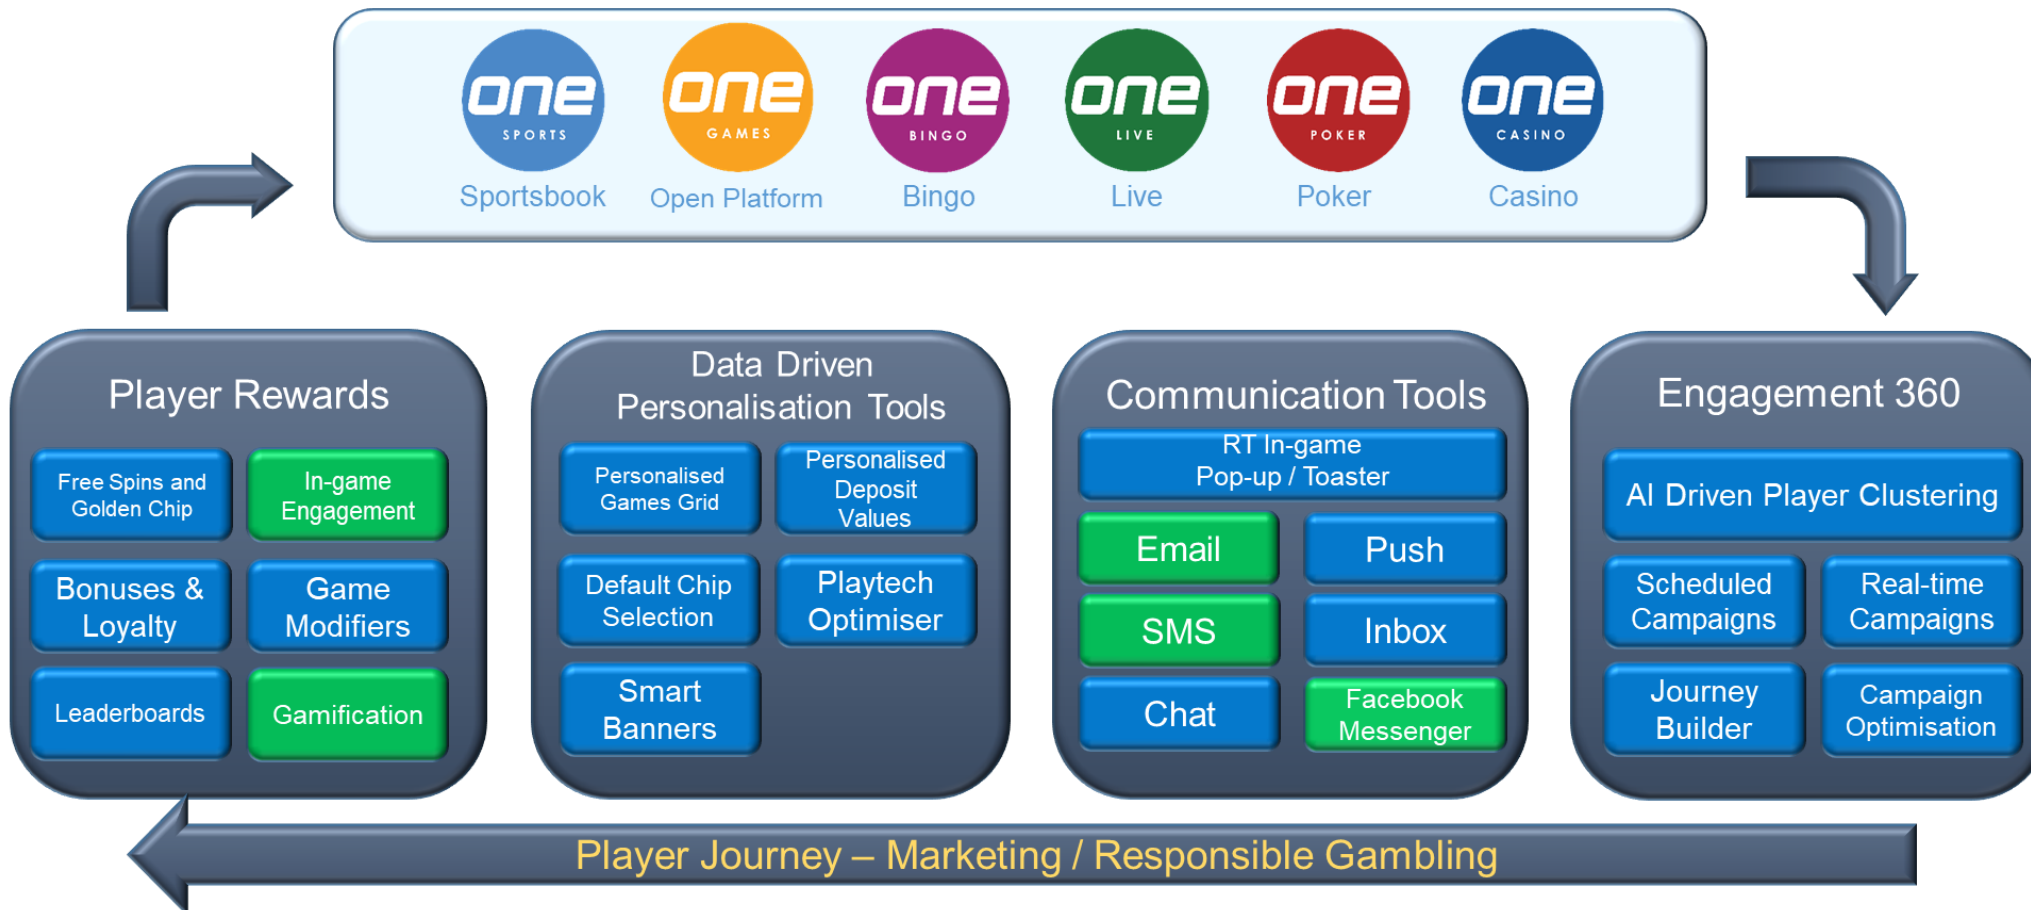 one
SPORTS
Sportsbook
one
GAMES
Open Platform
one
BINGO
Bingo
one
LIVE
Live
one
POKER
Poker
one
CASINO
Casino
Player Rewards
Free Spins and
Golden Chip
In-game
Engagement
Bonuses &
Loyalty
Game
Modifiers
Leaderboards
Gamification
Data Driven
Personalisation Tools
Personalised
Games Grid
Personalised
Deposit
Values
Default Chip
Selection
Playtech
Optimiser
Smart
Banners
Communication Tools
RT In-game
Pop-up / Toaster
Email
Push
SMS
Inbox
Chat
Facebook
Messenger
Engagement 360
AI Driven Player Clustering
Scheduled
Campaigns
Real-time
Campaigns
Journey
Builder
Campaign
Optimisation
Player Journey – Marketing / Responsible Gambling